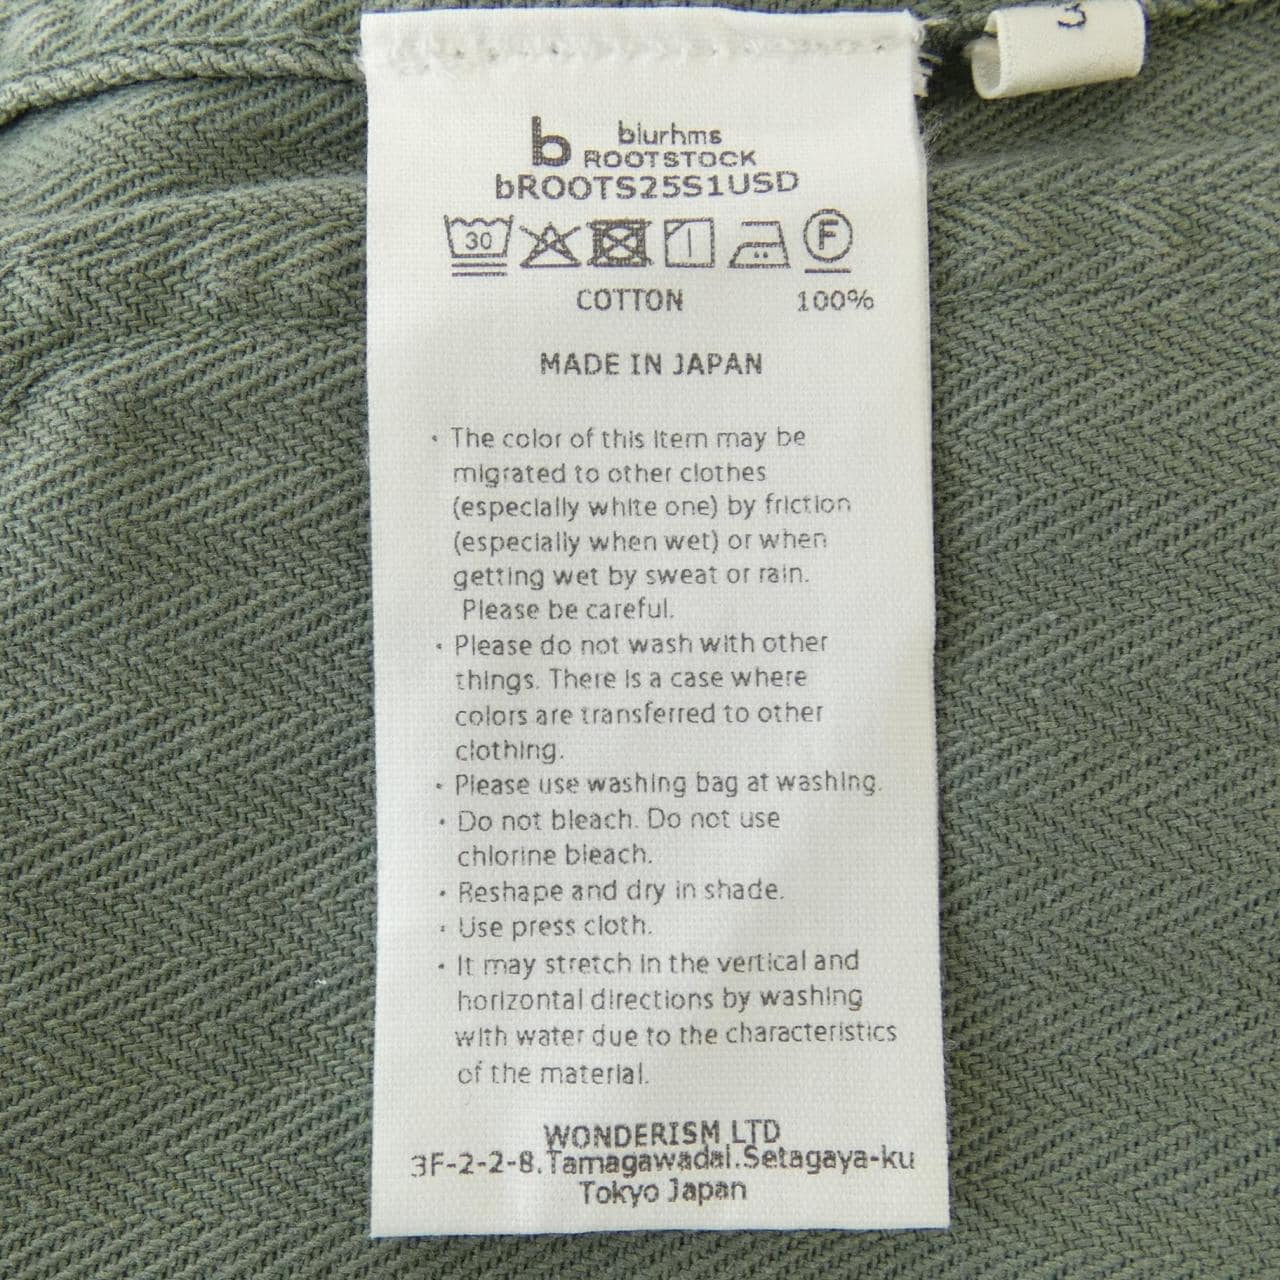 3
b blurhms
ROOTSTOCK
bROOTS25S1USD
30 F
COTTON 100%
MADE IN JAPAN
・The color of this item may be
migrated to other clothes
(especially white one) by friction
(especially when wet) or when
getting wet by sweat or rain.
Please be careful.
・Please do not wash with other
things. There is a case where
colors are transferred to other
clothing.
・Please use washing bag at washing.
・Do not bleach. Do not use
chlorine bleach.
・Reshape and dry in shade.
・Use press cloth.
・It may stretch in the vertical and
horizontal directions by washing
with water due to the characteristics
of the material.
WONDERISM LTD
3F-2-2-8.Tamagawadai.Setagaya-ku
Tokyo Japan